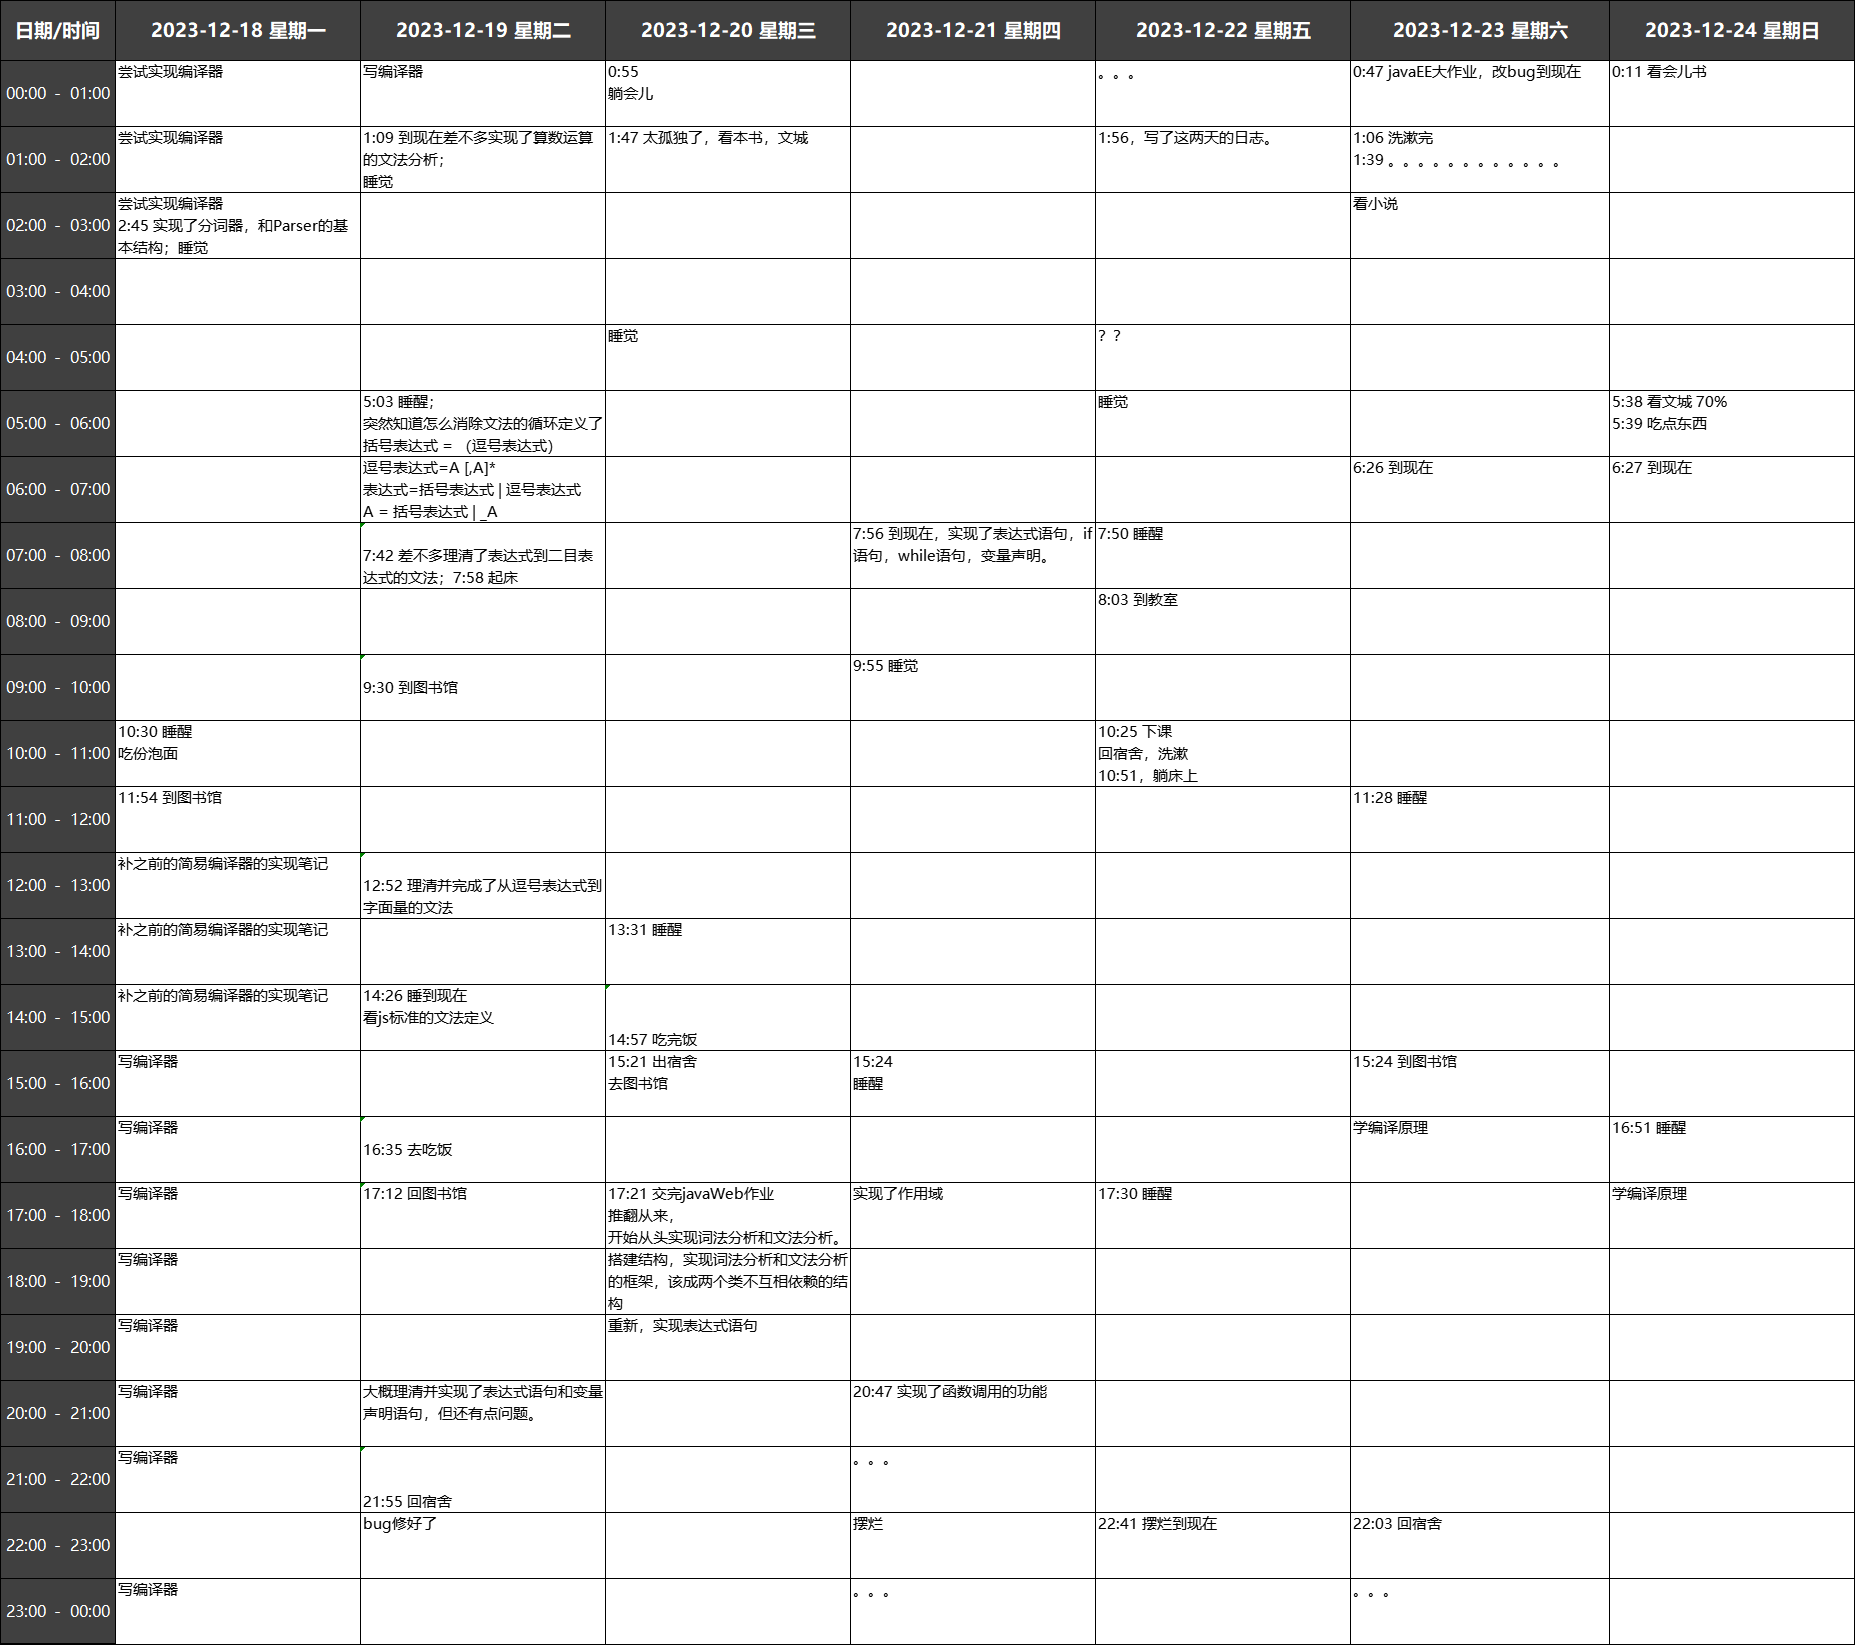 日期/时间 2023-12-18 星期一 2023-12-19 星期二 2023-12-20 星期三 2023-12-21 星期四 2023-12-22 星期五 2023-12-23 星期六 2023-12-24 星期日
00:00 - 01:00
尝试实现编译器
写编译器
0:55
躺会儿
。。。
0:47 javaEE大作业，改bug到现在
0:11 看会儿书
01:00 - 02:00
尝试实现编译器
1:09 到现在差不多实现了算数运算
的文法分析；
睡觉
1:47 太孤独了，看本书，文城
1:56，写了这两天的日志。
1:06 洗漱完
1:39 。。。。。。。。。。。。
02:00 - 03:00
尝试实现编译器
2:45 实现了分词器，和Parser的基
本结构；睡觉
看小说
03:00 - 04:00
04:00 - 05:00
睡觉
？？
05:00 - 06:00
5:03 睡醒；
突然知道怎么消除文法的循环定义了
括号表达式 = （逗号表达式）
睡觉
5:38 看文城 70%
5:39 吃点东西
06:00 - 07:00
逗号表达式=A [,A]*
表达式=括号表达式 | 逗号表达式
A = 括号表达式 | _A
6:26 到现在
6:27 到现在
07:00 - 08:00
7:42 差不多理清了表达式到二目表
达式的文法；7:58 起床
7:56 到现在，实现了表达式语句，if
语句，while语句，变量声明。
7:50 睡醒
08:00 - 09:00
8:03 到教室
09:00 - 10:00
9:30 到图书馆
9:55 睡觉
10:00 - 11:00
10:30 睡醒
吃份泡面
10:25 下课
回宿舍，洗漱
10:51，躺床上
11:00 - 12:00
11:54 到图书馆
11:28 睡醒
12:00 - 13:00
补之前的简易编译器的实现笔记
12:52 理清并完成了从逗号表达式到
字面量的文法
13:00 - 14:00
补之前的简易编译器的实现笔记
13:31 睡醒
14:00 - 15:00
补之前的简易编译器的实现笔记
14:26 睡到现在
看js标准的文法定义
14:57 吃完饭
15:00 - 16:00
写编译器
15:21 出宿舍
去图书馆
15:24
睡醒
15:24 到图书馆
16:00 - 17:00
写编译器
16:35 去吃饭
学编译原理
16:51 睡醒
17:00 - 18:00
写编译器
17:12 回图书馆
17:21 交完javaWeb作业
推翻从来，
开始从头实现词法分析和文法分析。
实现了作用域
17:30 睡醒
学编译原理
18:00 - 19:00
写编译器
搭建结构，实现词法分析和文法分析
的框架，该成两个类不互相依赖的结
构
19:00 - 20:00
写编译器
重新，实现表达式语句
20:00 - 21:00
写编译器
大概理清并实现了表达式语句和变量
声明语句，但还有点问题。
20:47 实现了函数调用的功能
21:00 - 22:00
写编译器
21:55 回宿舍
。。。
22:00 - 23:00
bug修好了
摆烂
22:41 摆烂到现在
22:03 回宿舍
23:00 - 00:00
写编译器
。。。
。。。